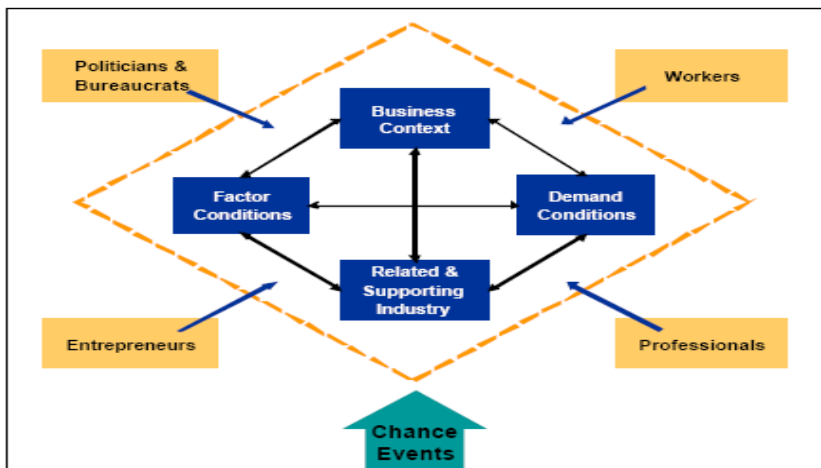 Politicians &
Bureaucrats
Workers
Business
Context
Factor
Conditions
Demand
Conditions
Related &
Supporting
Industry
Entrepreneurs
Professionals
Chance
Events